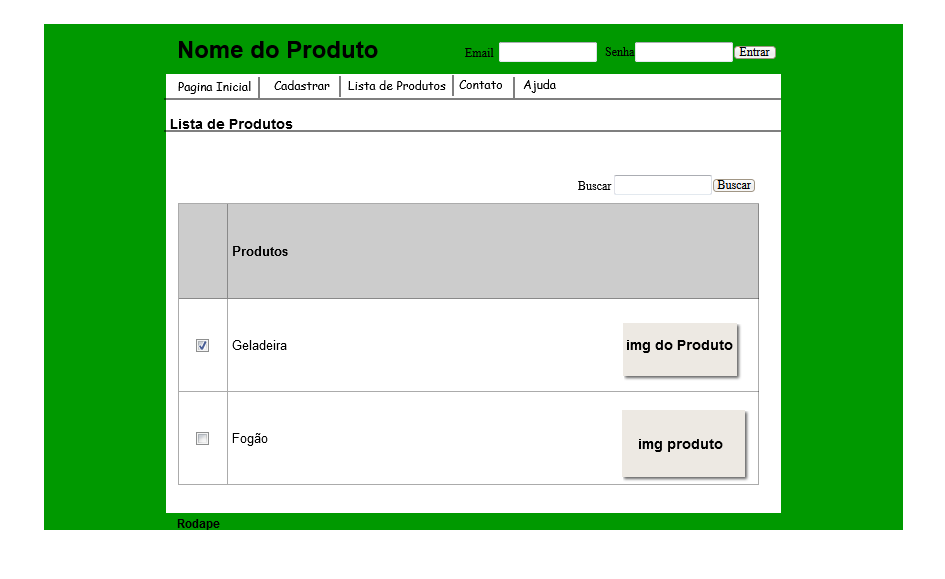 Nome do Produto Email Senha Entrar
Pagina Inicial Cadastrar Lista de Produtos Contato Ajuda
Lista de Produtos
Buscar Buscar
Produtos
Geladeira img do Produto
Fogão img produto
Rodape